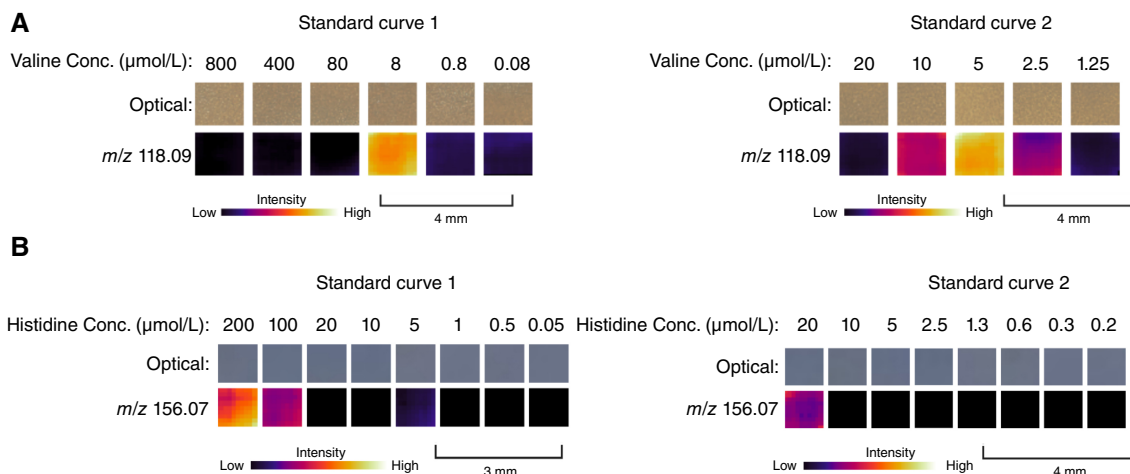 A
Standard curve 1
Standard curve 2
Valine Conc. (µmol/L): 800 400 80 8 0.8 0.08
Valine Conc. (µmol/L): 20 10 5 2.5 1.25
Optical:
Optical:
m/z 118.09
m/z 118.09
Intensity
Low High
4 mm
Intensity
Low High
4 mm
B
Standard curve 1
Standard curve 2
Histidine Conc. (µmol/L): 200 100 20 10 5 1 0.5 0.05
Histidine Conc. (µmol/L): 20 10 5 2.5 1.3 0.6 0.3 0.2
Optical:
Optical:
m/z 156.07
m/z 156.07
Intensity
Low High
3 mm
Intensity
Low High
4 mm